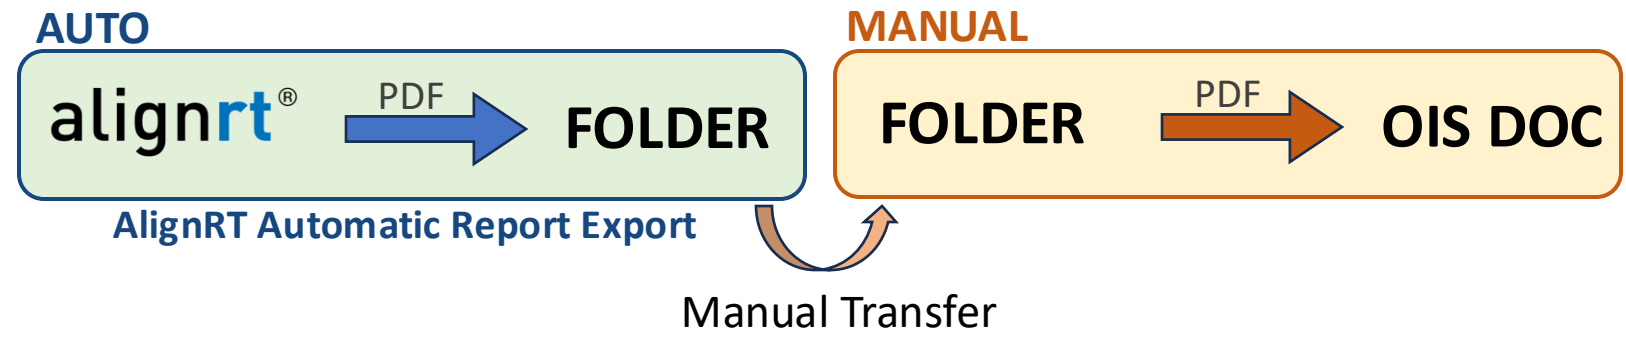 AUTO
alignrt®
PDF
FOLDER
AlignRT Automatic Report Export
MANUAL
FOLDER
PDF
OIS DOC
Manual Transfer